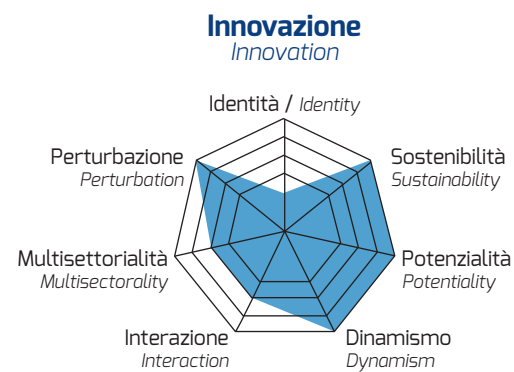 Innovazione
Innovation
Identità / Identity
Perturbazione
Perturbation
Sostenibilità
Sustainability
Multisettorialità
Multisectorality
Potenzialità
Potentiality
Interazione
Interaction
Dinamismo
Dynamism